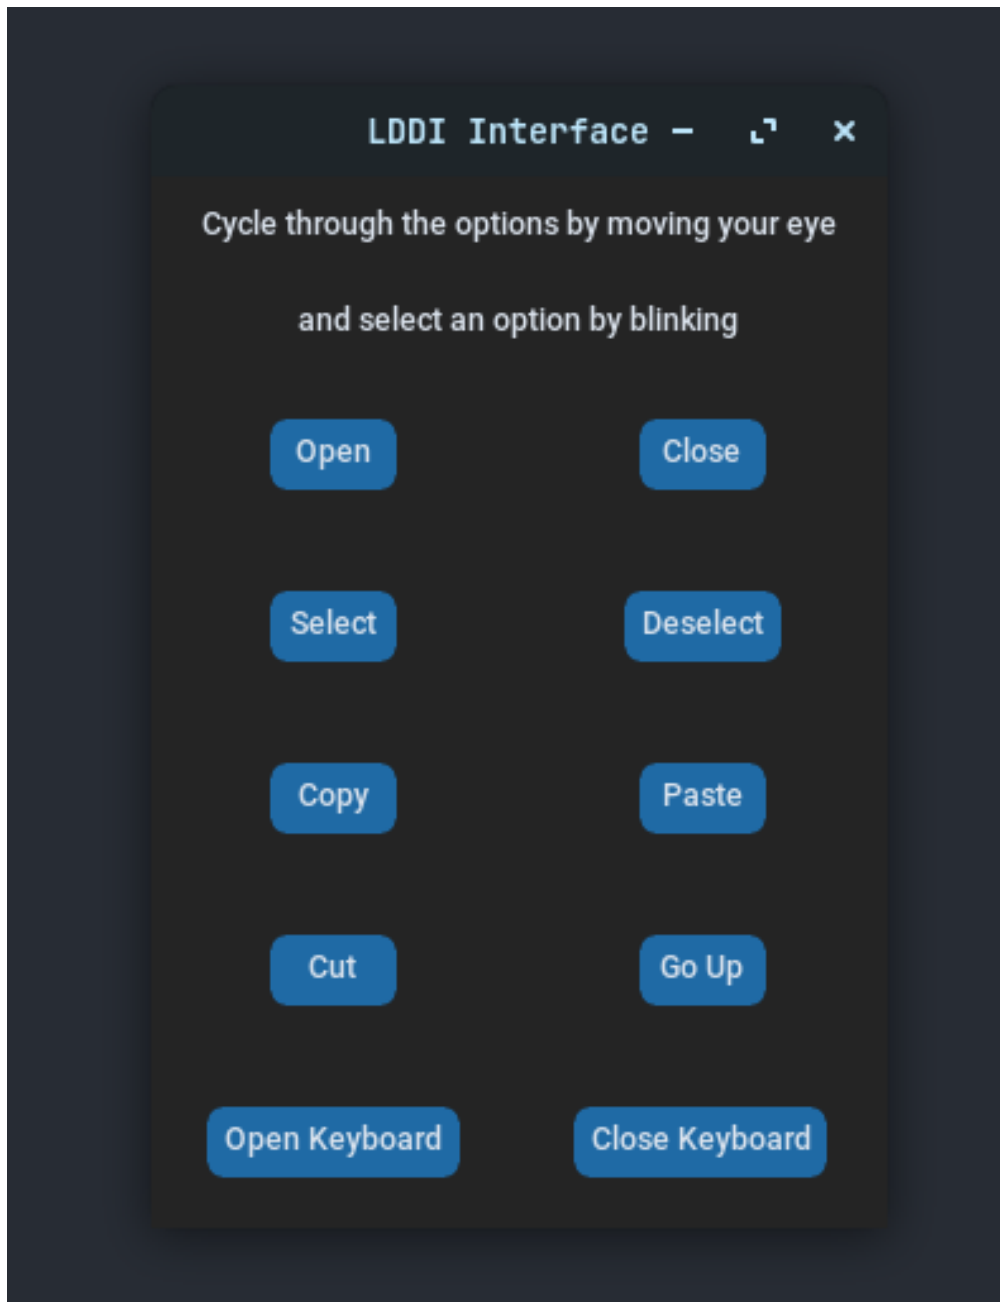 LDDI Interface
Cycle through the options by moving your eye
and select an option by blinking
Open Close
Select Deselect
Copy Paste
Cut Go Up
Open Keyboard Close Keyboard